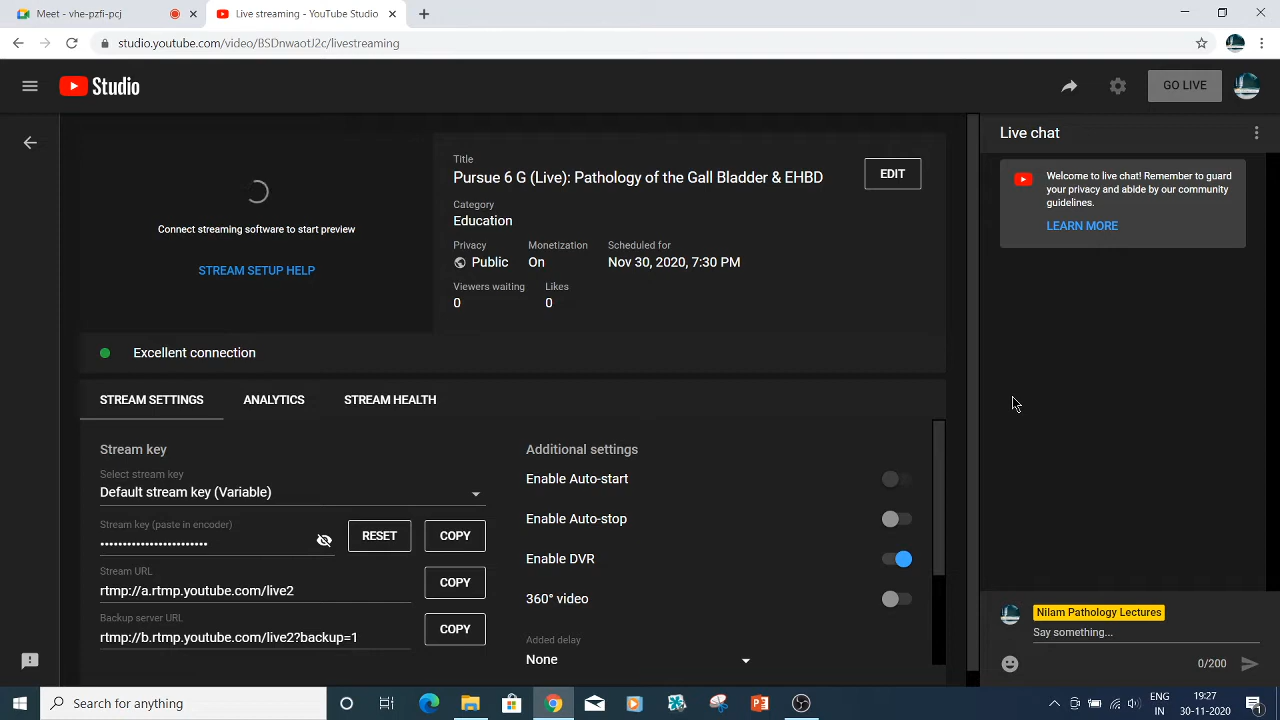 Meet - vhe-pzfi-pcj
Live streaming - YouTube Studio
studio.youtube.com/video/BSDnwaotJ2c/livestreaming
Studio
GO LIVE
Connect streaming software to start preview
STREAM SETUP HELP
Title
Pursue 6 G (Live): Pathology of the Gall Bladder & EHBD
EDIT
Category
Education
Privacy
Public
Monetization
On
Scheduled for
Nov 30, 2020, 7:30 PM
Viewers waiting
0
Likes
0
Excellent connection
STREAM SETTINGS
ANALYTICS
STREAM HEALTH
Stream key
Select stream key
Default stream key (Variable)
Stream key (paste in encoder)
••••••••••••••••••••••••
RESET
COPY
Stream URL
rtmp://a.rtmp.youtube.com/live2
COPY
Backup server URL
rtmp://b.rtmp.youtube.com/live2?backup=1
COPY
Additional settings
Enable Auto-start
Enable Auto-stop
Enable DVR
360° video
Added delay
None
Live chat
Welcome to live chat! Remember to guard
your privacy and abide by our community
guidelines.
LEARN MORE
Nilam Pathology Lectures
Say something...
0/200
Search for anything
ENG
IN
19:27
30-11-2020
1